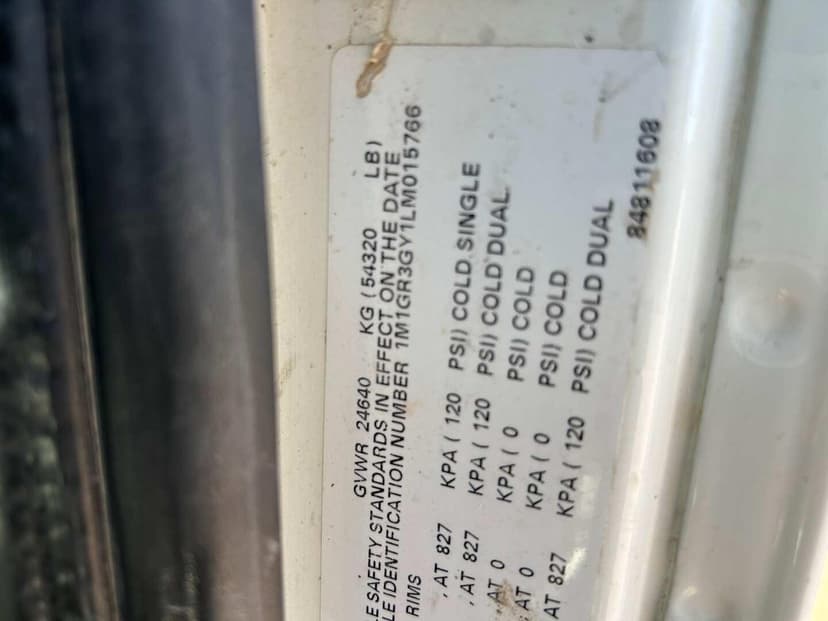 GVWR 24640 KG ( 54320 LB)
LE SAFETY STANDARDS IN EFFECT ON THE DATE
LE IDENTIFICATION NUMBER 1M1GR3GY1LM015766
RIMS
, AT 827 KPA ( 120 PSI) COLD SINGLE
, AT 827 KPA ( 120 PSI) COLD DUAL
, AT 0 KPA ( 0 PSI) COLD
, AT 0 KPA ( 0 PSI) COLD
AT 827 KPA ( 120 PSI) COLD DUAL
84811608